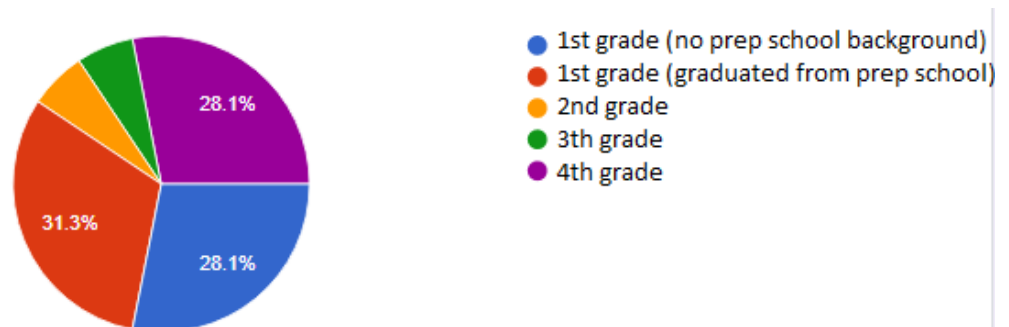 28.1%
31.3%
28.1%
1st grade (no prep school background)
1st grade (graduated from prep school)
2nd grade
3th grade
4th grade